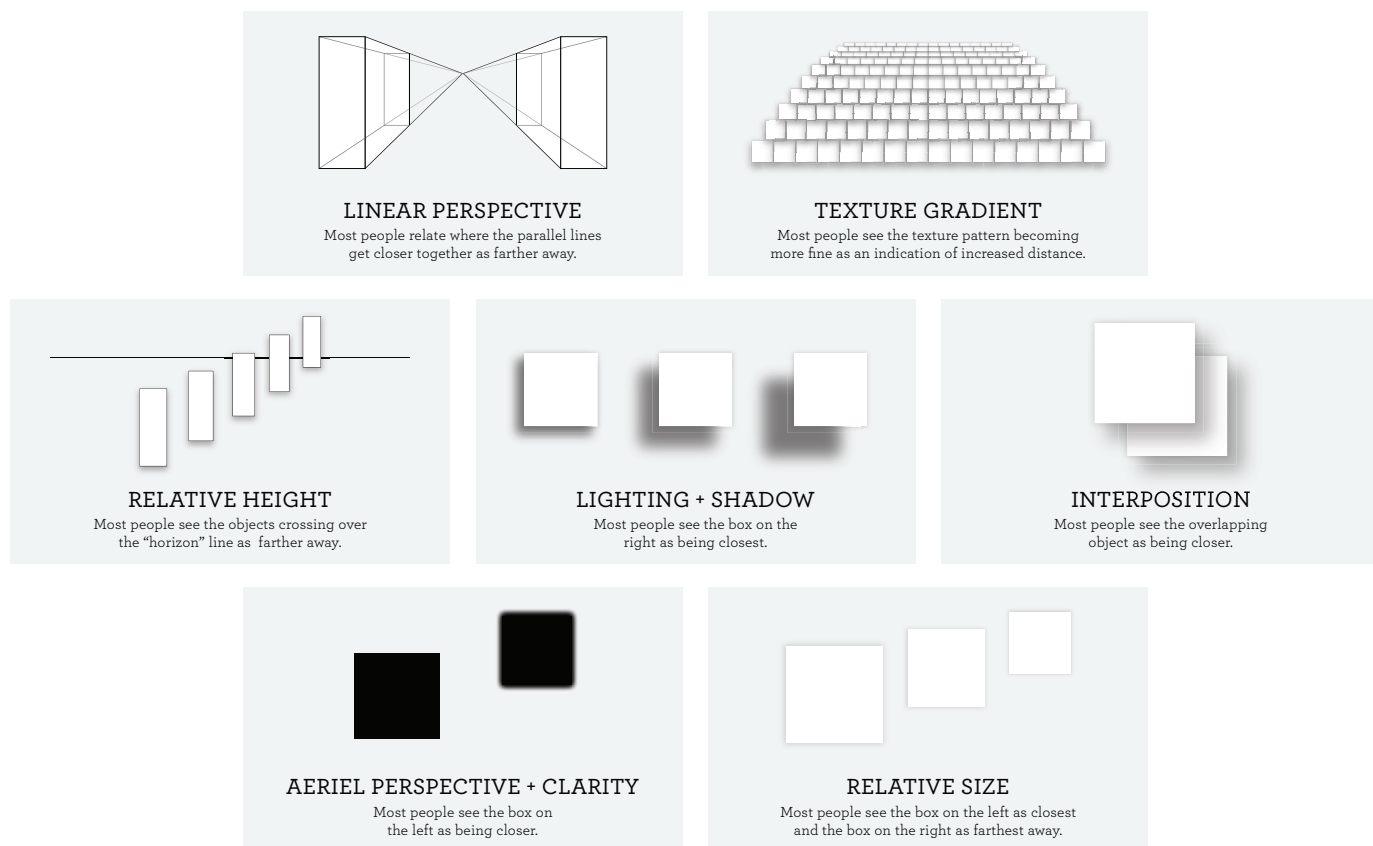 LINEAR PERSPECTIVE
Most people relate where the parallel lines
get closer together as farther away.
TEXTURE GRADIENT
Most people see the texture pattern becoming
more fine as an indication of increased distance.
RELATIVE HEIGHT
Most people see the objects crossing over
the “horizon” line as  farther away.
LIGHTING + SHADOW
Most people see the box on the
right as being closest.
INTERPOSITION
Most people see the overlapping
object as being closer.
AERIEL PERSPECTIVE + CLARITY
Most people see the box on
the left as being closer.
RELATIVE SIZE
Most people see the box on the left as closest
and the box on the right as farthest away.